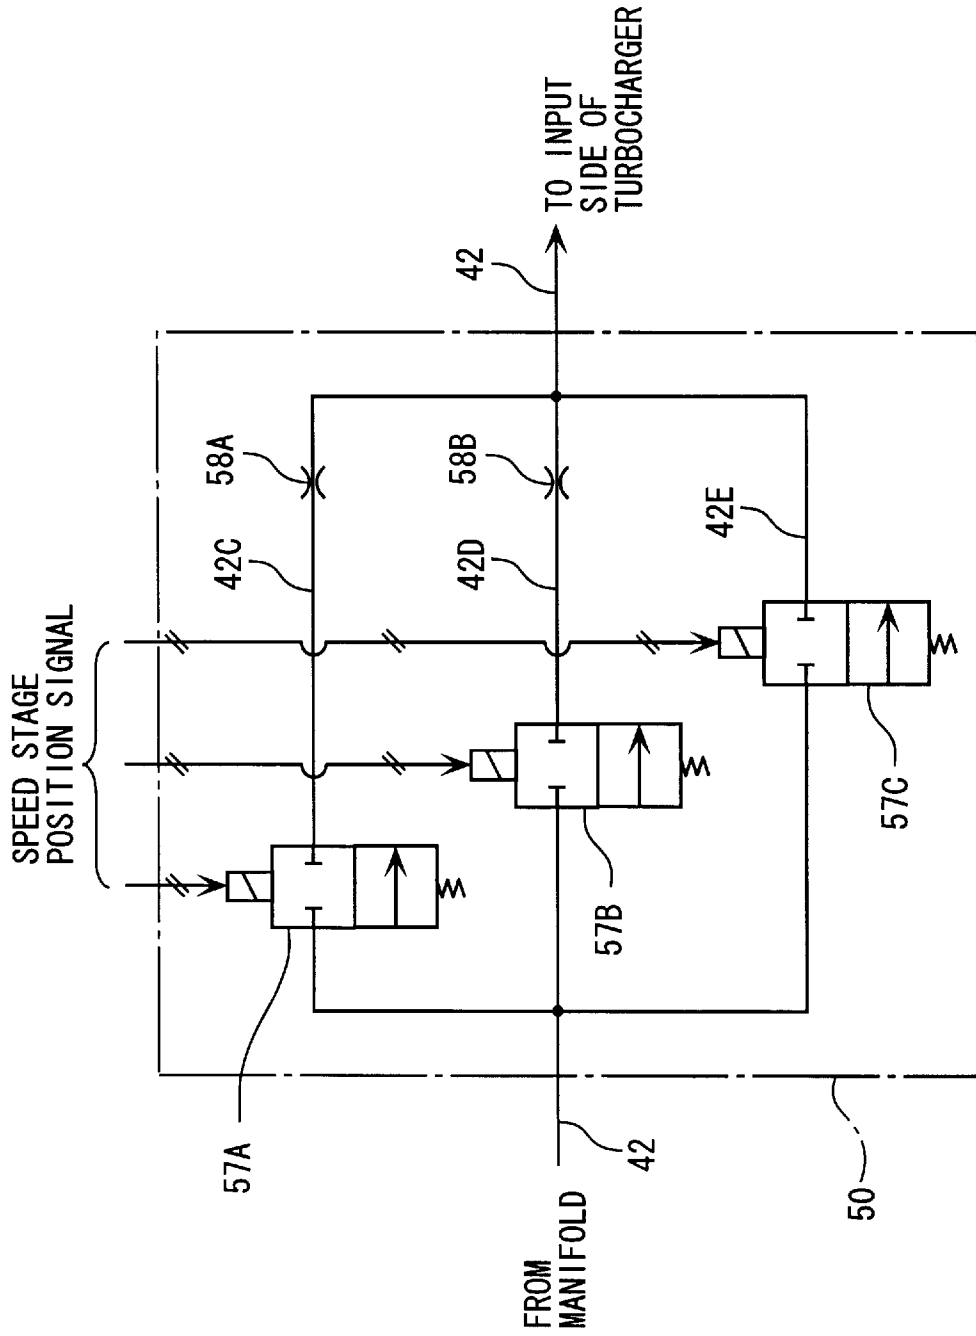 SPEED STAGE
POSITION SIGNAL
57A
42C
58A
FROM
MANIFOLD
42
57B
42D
58B
42
TO INPUT
SIDE OF
TURBOCHARGER
57C
42E
50